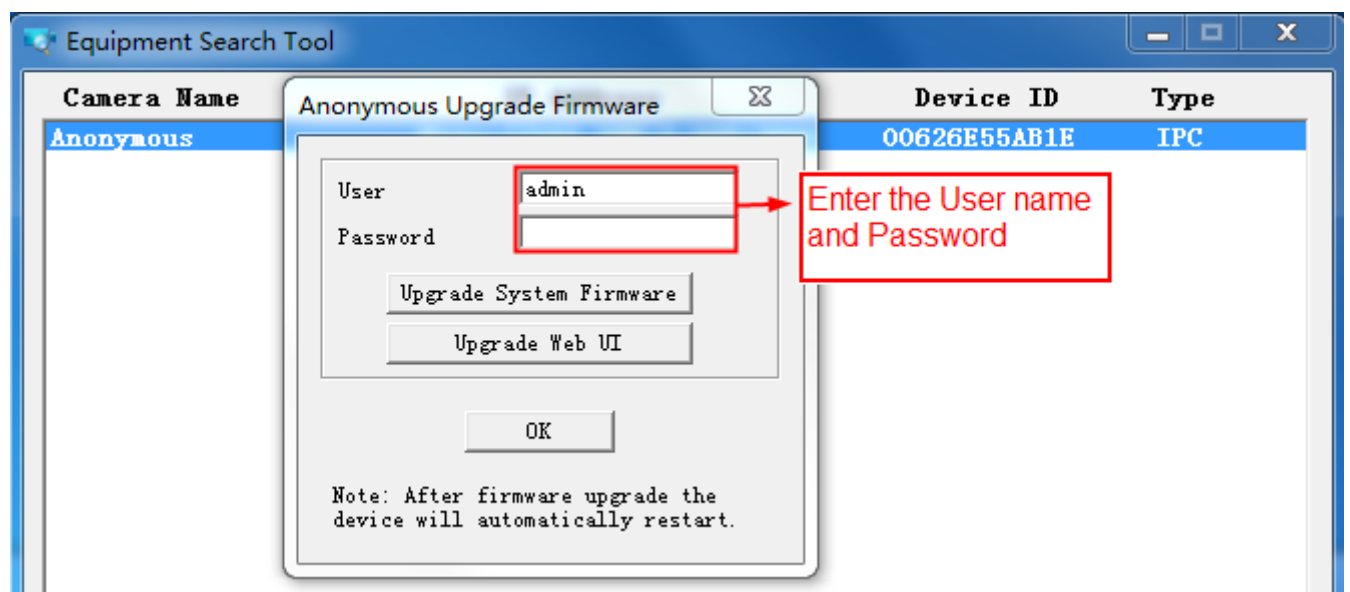 Equipment Search Tool
Camera Name Device ID Type
Anonymous 00626E55AB1E IPC
Anonymous Upgrade Firmware
User admin
Password
Enter the User name
and Password
Upgrade System Firmware
Upgrade Web UI
OK
Note: After firmware upgrade the
device will automatically restart.